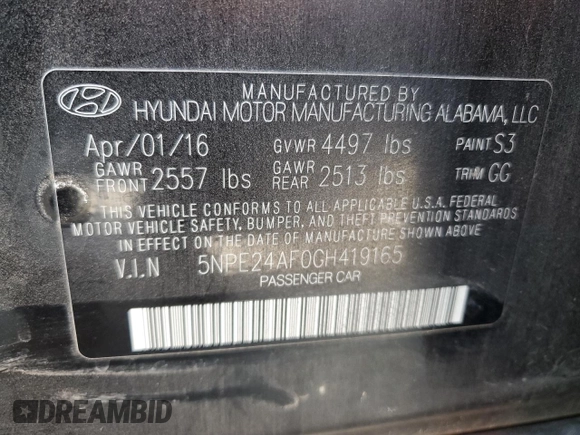 MANUFACTURED BY
HYUNDAI MOTOR MANUFACTURING ALABAMA, LLC
Apr/01/16 GVWR 4497 lbs PAINT S3
GAWR FRONT 2557 lbs GAWR REAR 2513 lbs TRIM GG
THIS VEHICLE CONFORMS TO ALL APPLICABLE U.S.A. FEDERAL
MOTOR VEHICLE SAFETY, BUMPER, AND THEFT PREVENTION STANDARDS
IN EFFECT ON THE DATE OF MANUFACTURE SHOWN ABOVE.
V.I.N 5NPE24AF0GH419165
PASSENGER CAR
DREAMBID